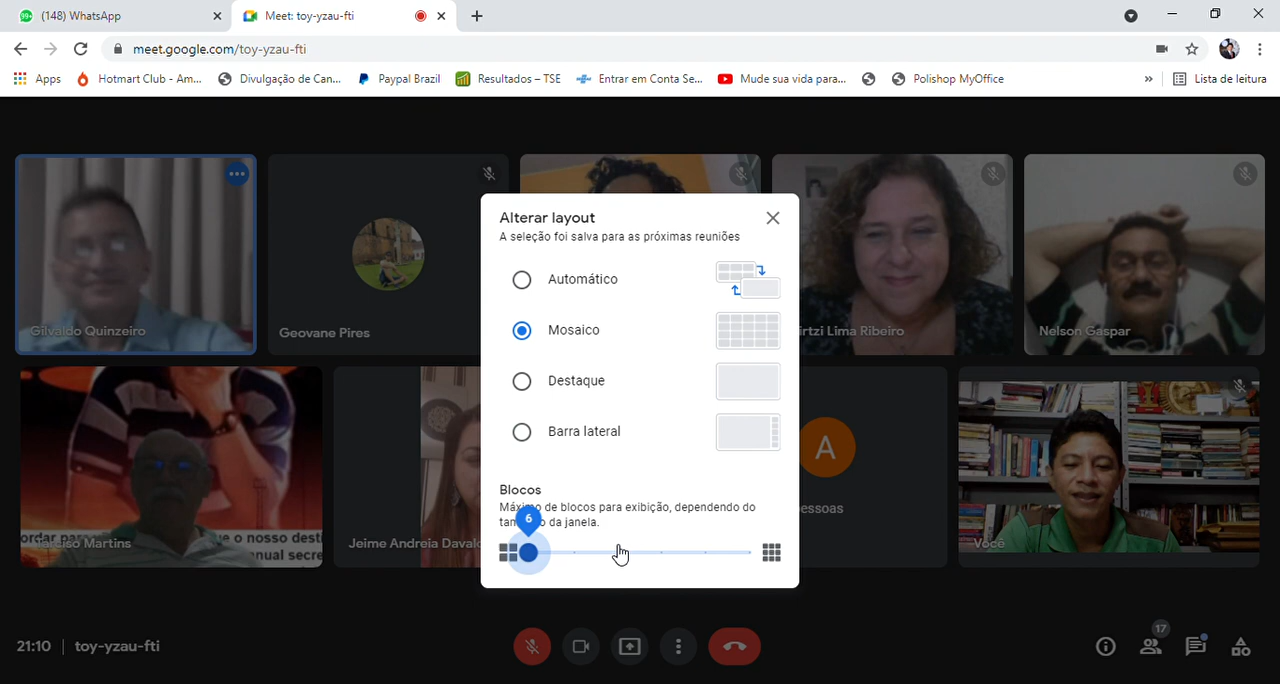 (148) WhatsApp
Meet: toy-yzau-fti
meet.google.com/toy-yzau-fti
Apps
Hotmart Club - Am...
Divulgação de Can...
Paypal Brazil
Resultados – TSE
Entrar em Conta Se...
Mude sua vida para...
Polishop MyOffice
»
Lista de leitura
Alterar layout
A seleção foi salva para as próximas reuniões
Automático
Mosaico
Destaque
Barra lateral
Blocos
Máximo de blocos para exibição, dependendo do
da janela.
6
Gilvaldo Quinzeiro
Geovane Pires
Lima Ribeiro
Nelson Gaspar
Martins
Jeime Andreia
A
Você
21:10
toy-yzau-fti
17